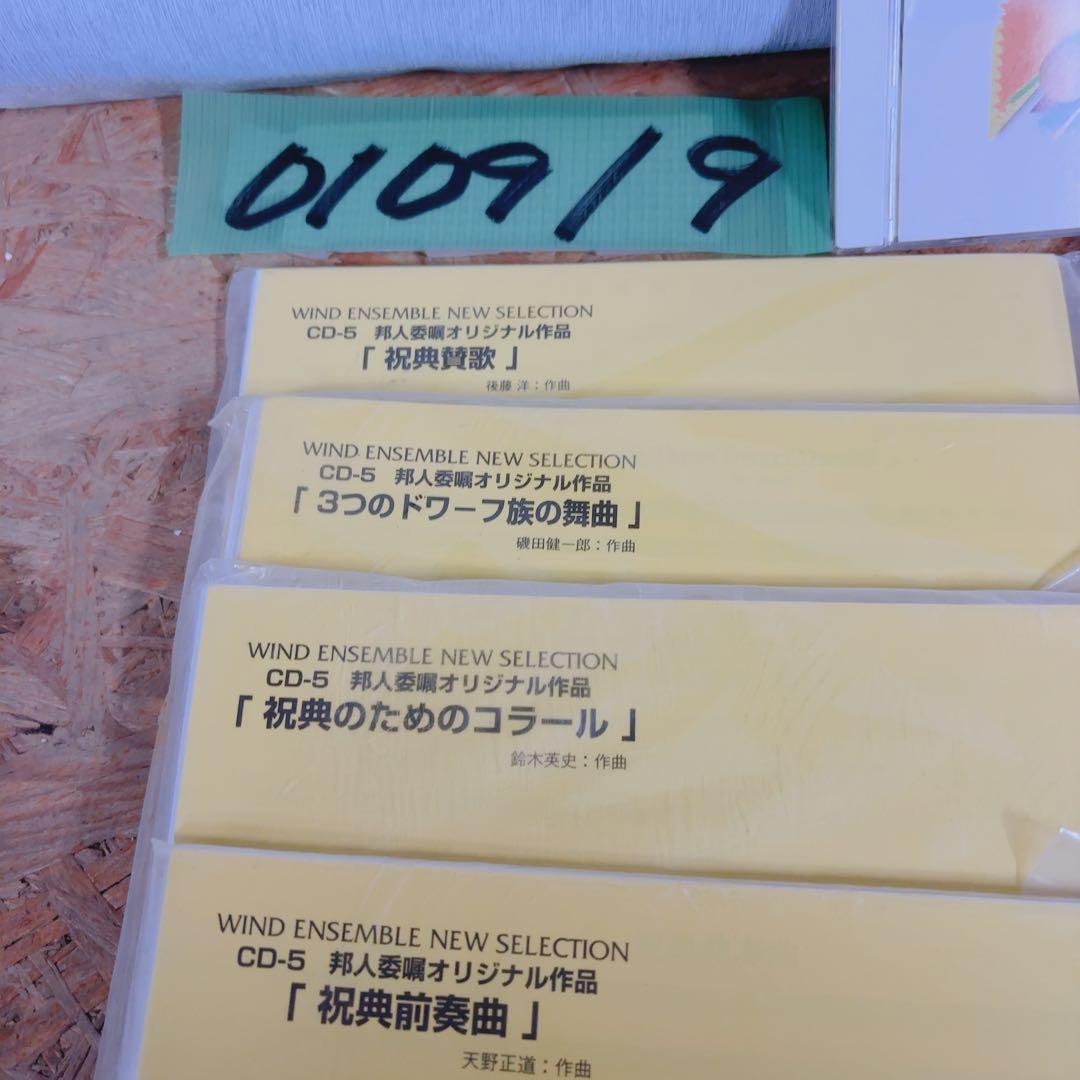 0109/9
WIND ENSEMBLE NEW SELECTION
CD-5 邦人委嘱オリジナル作品
「 祝典賛歌 」
後藤 洋：作曲
WIND ENSEMBLE NEW SELECTION
CD-5 邦人委嘱オリジナル作品
「 3つのドワーフ族の舞曲 」
磯田健一郎：作曲
WIND ENSEMBLE NEW SELECTION
CD-5 邦人委嘱オリジナル作品
「 祝典のためのコラール 」
鈴木英史：作曲
WIND ENSEMBLE NEW SELECTION
CD-5 邦人委嘱オリジナル作品
「 祝典前奏曲 」
天野正道：作曲